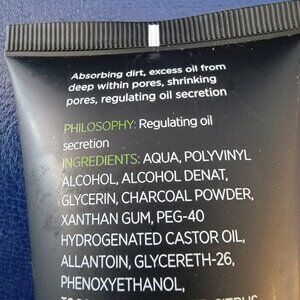 Absorbing dirt, excess oil from
deep within pores, shrinking
pores, regulating oil secretion
PHILOSOPHY: Regulating oil
secretion
INGREDIENTS: AQUA, POLYVINYL
ALCOHOL, ALCOHOL DENAT,
GLYCERIN, CHARCOAL POWDER,
XANTHAN GUM, PEG-40
HYDROGENATED CASTOR OIL,
ALLANTOIN, GLYCERETH-26,
PHENOXYETHANOL,